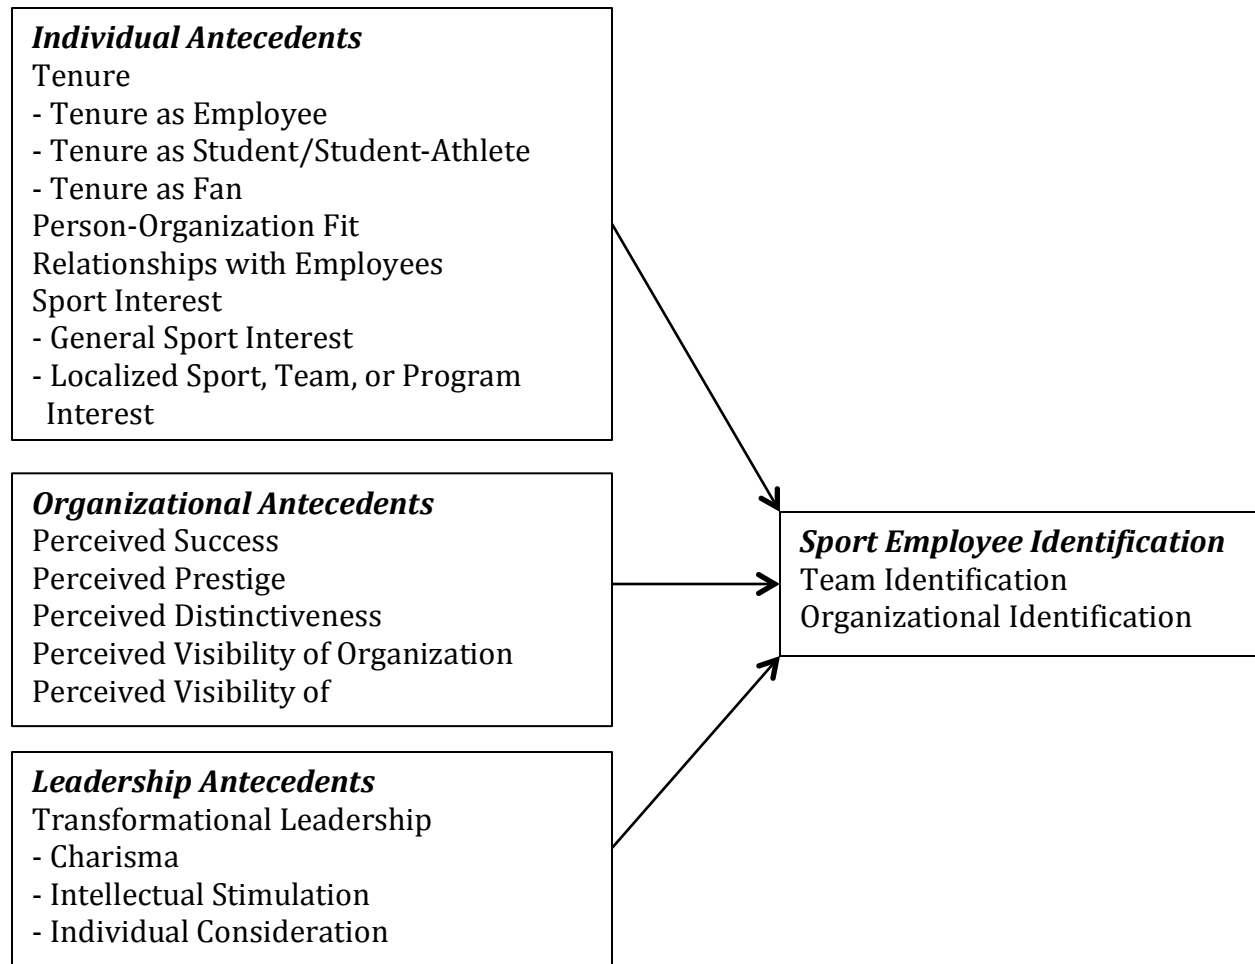 Individual Antecedents
Tenure
- Tenure as Employee
- Tenure as Student/Student-Athlete
- Tenure as Fan
Person-Organization Fit
Relationships with Employees
Sport Interest
- General Sport Interest
- Localized Sport, Team, or Program
Interest
Organizational Antecedents
Perceived Success
Perceived Prestige
Perceived Distinctiveness
Perceived Visibility of Organization
Perceived Visibility of
Leadership Antecedents
Transformational Leadership
- Charisma
- Intellectual Stimulation
- Individual Consideration
Sport Employee Identification
Team Identification
Organizational Identification